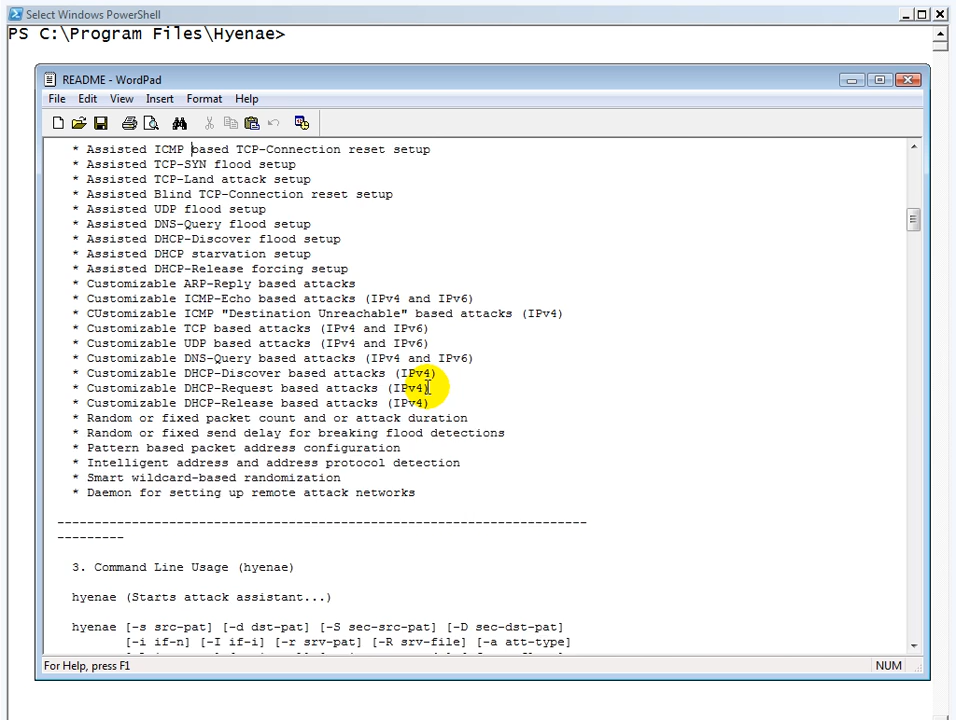 Select Windows PowerShell
PS C:\Program Files\Hyenae>
README - WordPad
File Edit View Insert Format Help
* Assisted ICMP based TCP-Connection reset setup
* Assisted TCP-SYN flood setup
* Assisted TCP-Land attack setup
* Assisted Blind TCP-Connection reset setup
* Assisted UDP flood setup
* Assisted DNS-Query flood setup
* Assisted DHCP-Discover flood setup
* Assisted DHCP starvation setup
* Assisted DHCP-Release forcing setup
* Customizable ARP-Reply based attacks
* Customizable ICMP-Echo based attacks (IPv4 and IPv6)
* CUstomizable ICMP "Destination Unreachable" based attacks (IPv4)
* Customizable TCP based attacks (IPv4 and IPv6)
* Customizable UDP based attacks (IPv4 and IPv6)
* Customizable DNS-Query based attacks (IPv4 and IPv6)
* Customizable DHCP-Discover based attacks (IPv4)
* Customizable DHCP-Request based attacks (IPv4)
* Customizable DHCP-Release based attacks (IPv4)
* Random or fixed packet count and or attack duration
* Random or fixed send delay for breaking flood detections
* Pattern based packet address configuration
* Intelligent address and address protocol detection
* Smart wildcard-based randomization
* Daemon for setting up remote attack networks
-----------------------------------------------------------------------
---------
3. Command Line Usage (hyenae)
hyenae (Starts attack assistant...)
hyenae [-s src-pat] [-d dst-pat] [-S sec-src-pat] [-D sec-dst-pat]
[-i if-n] [-I if-i] [-r srv-pat] [-R srv-file] [-a att-type]
For Help, press F1
NUM